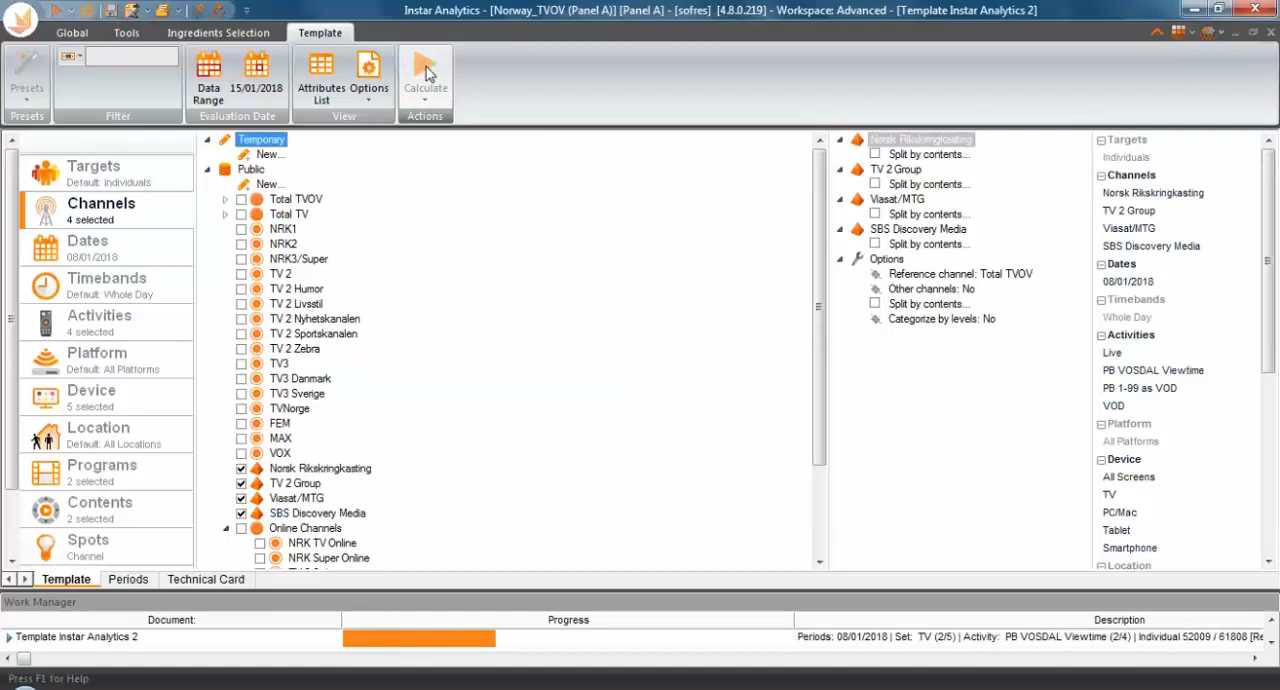 Instar Analytics - [Norway_TVOV (Panel A)] [Panel A] - [sofres] [4.8.0.219] - Workspace: Advanced - [Template Instar Analytics 2]
Global Tools Ingredients Selection Template
Presets
Data Range
15/01/2018
Attributes List
Options
Calculate
Presets Filter Evaluation Date View Actions
Targets
Default: Individuals
Channels
4 selected
Dates
08/01/2018
Timebands
Default: Whole Day
Activities
4 selected
Platform
Default: All Platforms
Device
5 selected
Location
Default: All Locations
Programs
2 selected
Contents
2 selected
Spots
Channel
Temporary
New...
Public
New...
Total TVOV
Total TV
NRK1
NRK2
NRK3/Super
TV 2
TV 2 Humor
TV 2 Livsstil
TV 2 Nyhetskanalen
TV 2 Sportskanalen
TV 2 Zebra
TV3
TV3 Danmark
TV3 Sverige
TVNorge
FEM
MAX
VOX
Norsk Rikskringkasting
TV 2 Group
Viasat/MTG
SBS Discovery Media
Online Channels
NRK TV Online
NRK Super Online
Norsk Rikskringkasting
Split by contents...
TV 2 Group
Split by contents...
Viasat/MTG
Split by contents...
SBS Discovery Media
Split by contents...
Options
Reference channel: Total TVOV
Other channels: No
Split by contents...
Categorize by levels: No
Targets
Individuals
Channels
Norsk Rikskringkasting
TV 2 Group
Viasat/MTG
SBS Discovery Media
Dates
08/01/2018
Timebands
Whole Day
Activities
Live
PB VOSDAL Viewtime
PB 1-99 as VOD
VOD
Platform
All Platforms
Device
All Screens
TV
PC/Mac
Tablet
Smartphone
Location
Template Periods Technical Card
Work Manager
Document: Progress Description
Template Instar Analytics 2 Periods: 08/01/2018 | Set: TV (2/5) | Activity: PB VOSDAL Viewtime (2/4) | Individual 52009 / 61808 [Re
Press F1 for Help